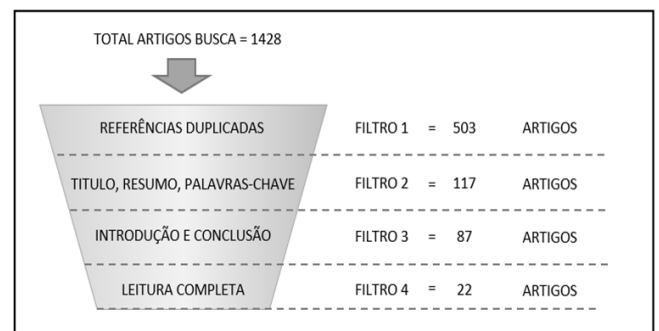 TOTAL ARTIGOS BUSCA = 1428
REFERÊNCIAS DUPLICADAS FILTRO 1 = 503 ARTIGOS
TITULO, RESUMO, PALAVRAS-CHAVE FILTRO 2 = 117 ARTIGOS
INTRODUÇÃO E CONCLUSÃO FILTRO 3 = 87 ARTIGOS
LEITURA COMPLETA FILTRO 4 = 22 ARTIGOS